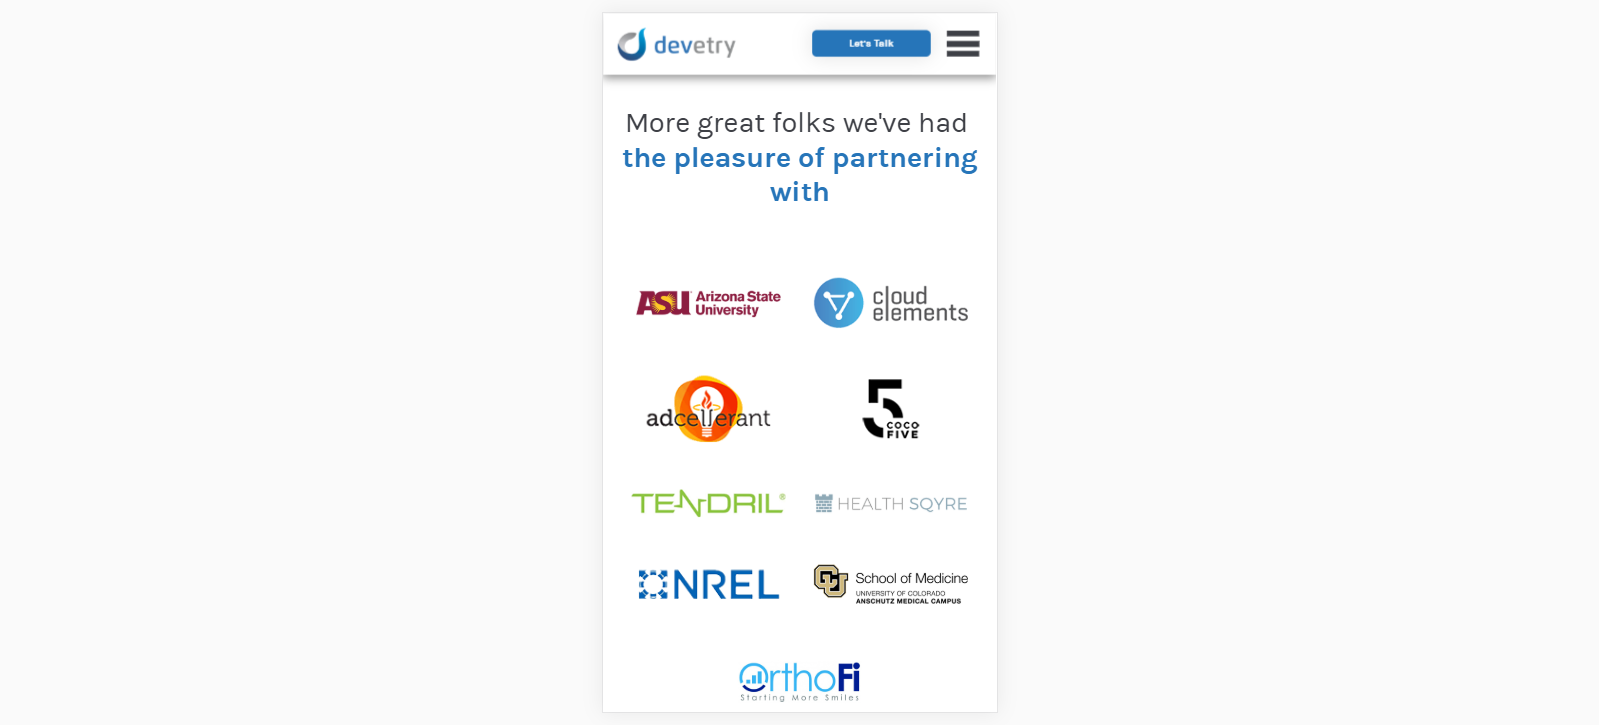 devetry
Let's Talk
More great folks we've had
the pleasure of partnering
with
ASU Arizona State
University
cloud
elements
adcellerant
5
COCO
FIVE
TENDRIL®
HEALTH SQYRE
NREL
CU
School of Medicine
UNIVERSITY OF COLORADO
ANSCHUTZ MEDICAL CAMPUS
OrthoFi
Starting More Smiles